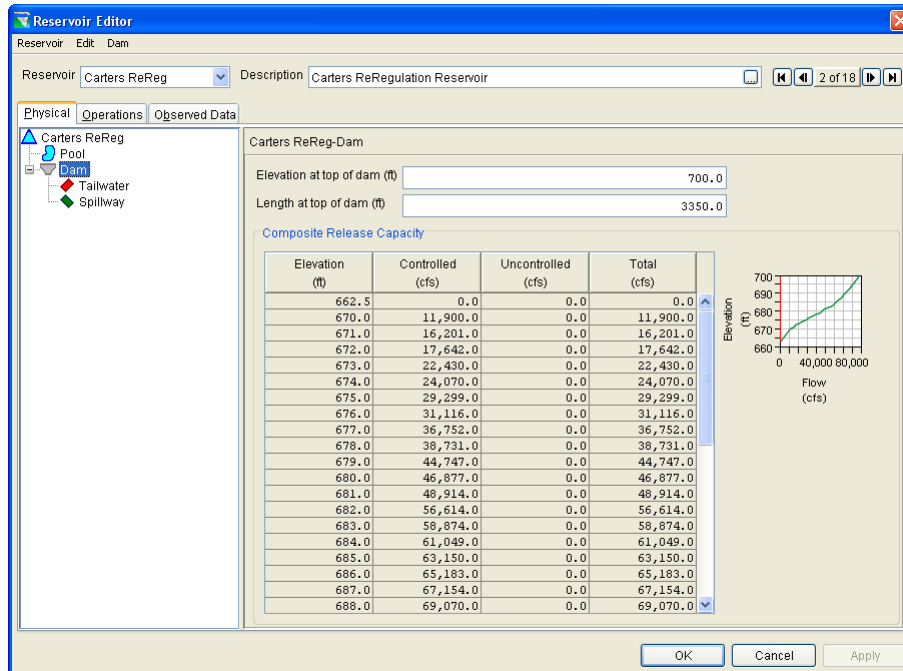 Reservoir Editor
Reservoir Edit Dam
Reservoir Carters ReReg Description Carters ReRegulation Reservoir ... 2 of 18
Physical Operations Observed Data
Carters ReReg
Pool
Dam
Tailwater
Spillway
Carters ReReg-Dam
Elevation at top of dam (ft) 700.0
Length at top of dam (ft) 3350.0
Composite Release Capacity
Elevation Controlled Uncontrolled Total
(ft) (cfs) (cfs) (cfs)
662.5 0.0 0.0 0.0
670.0 11,900.0 0.0 11,900.0
671.0 16,201.0 0.0 16,201.0
672.0 17,642.0 0.0 17,642.0
673.0 22,430.0 0.0 22,430.0
674.0 24,070.0 0.0 24,070.0
675.0 29,299.0 0.0 29,299.0
676.0 31,116.0 0.0 31,116.0
677.0 36,752.0 0.0 36,752.0
678.0 38,731.0 0.0 38,731.0
679.0 44,747.0 0.0 44,747.0
680.0 46,877.0 0.0 46,877.0
681.0 48,914.0 0.0 48,914.0
682.0 56,614.0 0.0 56,614.0
683.0 58,874.0 0.0 58,874.0
684.0 61,049.0 0.0 61,049.0
685.0 63,150.0 0.0 63,150.0
686.0 65,183.0 0.0 65,183.0
687.0 67,154.0 0.0 67,154.0
688.0 69,070.0 0.0 69,070.0
Elevation
(ft)
700
690
680
670
660
0 40,000 80,000
Flow
(cfs)
OK Cancel Apply